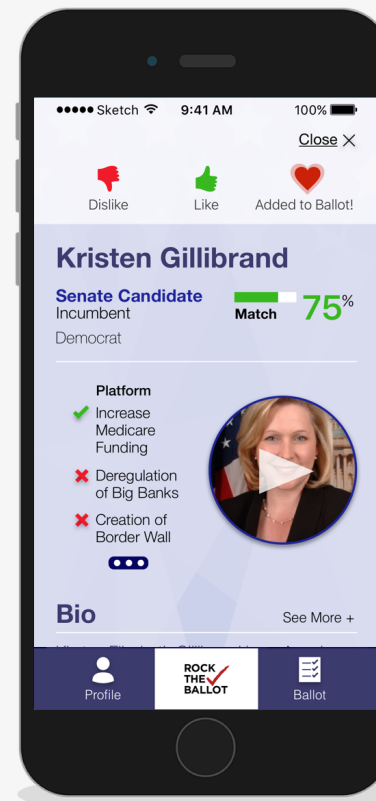 Sketch 9:41 AM 100%
Close
Dislike Like Added to Ballot!
Kristen Gillibrand
Senate Candidate
Incumbent
Match 75%
Democrat
Platform
Increase
Medicare
Funding
Deregulation
of Big Banks
Creation of
Border Wall
Bio See More +
Profile
ROCK
THE
BALLOT
Ballot